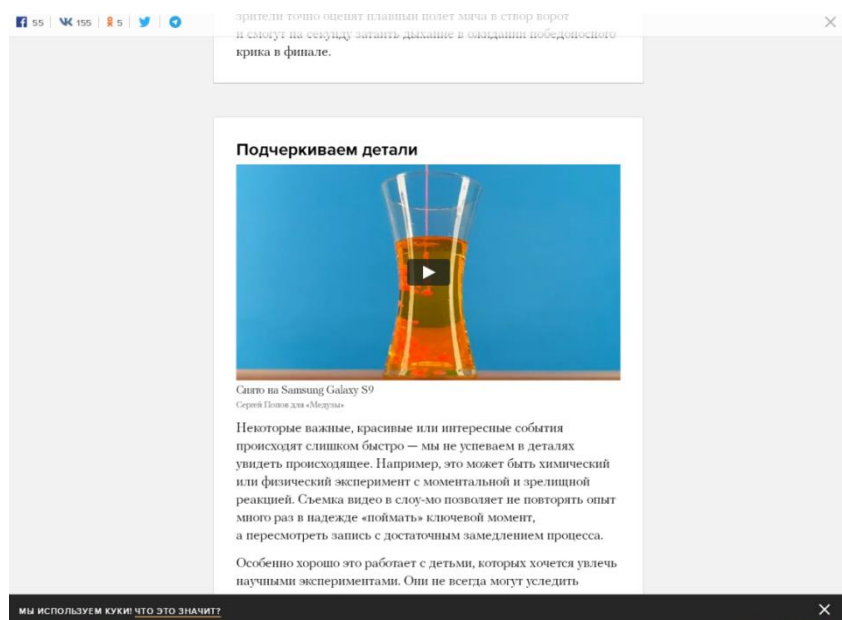 55
155
5
зрители точно оценят плавный полет мяча в створ ворот
и смогут на секунду затаить дыхание в ожидании победоносного
крика в финале.
Подчеркиваем детали
Снято на Samsung Galaxy S9
Сергей Попов для «Медузы»
Некоторые важные, красивые или интересные события
происходят слишком быстро — мы не успеваем в деталях
увидеть происходящее. Например, это может быть химический
или физический эксперимент с моментальной и зрелищной
реакцией. Съемка видео в слоу-мо позволяет не повторять опыт
много раз в надежде «поймать» ключевой момент,
а пересмотреть запись с достаточным замедлением процесса.
Особенно хорошо это работает с детьми, которых хочется увлечь
научными экспериментами. Они не всегда могут уследить
МЫ ИСПОЛЬЗУЕМ КУКИ! ЧТО ЭТО ЗНАЧИТ?